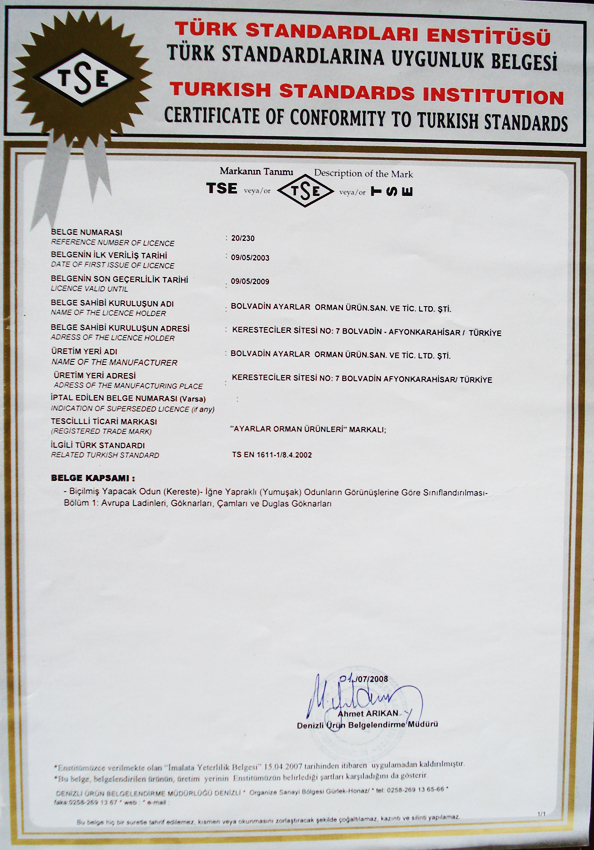 TSE
TÜRK STANDARDLARI ENSTİTÜSÜ
TÜRK STANDARDLARINA UYGUNLUK BELGESİ
TURKISH STANDARDS INSTITUTION
CERTIFICATE OF CONFORMITY TO TURKISH STANDARDS
Markanın Tanımı Description of the Mark
TSE veya/or TSE veya/or TSE
BELGE NUMARASI
REFERENCE NUMBER OF LICENCE : 20/230
BELGENİN İLK VERİLİŞ TARİHİ
DATE OF FIRST ISSUE OF LICENCE : 09/05/2003
BELGENİN SON GEÇERLİLİK TARİHİ
LICENCE VALID UNTIL : 09/05/2009
BELGE SAHİBİ KURULUŞUN ADI
NAME OF THE LICENCE HOLDER : BOLVADİN AYARLAR ORMAN ÜRÜN.SAN. VE TİC. LTD. ŞTİ.
BELGE SAHİBİ KURULUŞUN ADRESİ
ADRESS OF THE LICENCE HOLDER : KERESTECİLER SİTESİ NO: 7 BOLVADİN - AFYONKARAHİSAR / TÜRKİYE
ÜRETİM YERİ ADI
NAME OF THE MANUFACTURER : BOLVADİN AYARLAR ORMAN ÜRÜN.SAN. VE TİC. LTD. ŞTİ.
ÜRETİM YERİ ADRESİ
ADRESS OF THE MANUFACTURING PLACE : KERESTECİLER SİTESİ NO: 7 BOLVADİN AFYONKARAHİSAR/ TÜRKİYE
İPTAL EDİLEN BELGE NUMARASI (Varsa) :
INDICATION OF SUPERSEDED LICENCE (if any)
TESCİLLLİ TİCARİ MARKASI
(REGISTERED TRADE MARK) "AYARLAR ORMAN ÜRÜNLERİ" MARKALI;
İLGİLİ TÜRK STANDARDI
RELATED TURKISH STANDARD TS EN 1611-1/8.4.2002
BELGE KAPSAMI :
- Biçilmiş Yapacak Odun (Kereste)- İğne Yapraklı (Yumuşak) Odunların Görünüşlerine Göre Sınıflandırılması-
Bölüm 1: Avrupa Ladinleri, Göknarları, Çamları ve Duglas Göknarları
/07/2008
Ahmet ARIKAN
Denizli Ürün Belgelendirme Müdürü
*Enstitümüzce verilmekte olan "İmalata Yeterlilik Belgesi" 15.04 2007 tarihinden itibaren uygulamadan kaldırılmıştır.
*Bu belge, belgelendirilen ürünün, üretim yerinin Enstitümüzün belirlediği şartları karşıladığını da gösterir.
DENİZLİ ÜRÜN BELGELENDİRME MÜDÜRLÜĞÜ DENİZLİ * Organize Sanayi Bölgesi Gürlek-Honaz/ * tel: 0258-269 13 65-66 *
faks:0258-269 13 67 * web : * e-mail :
1/1
Bu belge hiç bir suretle tahrif edilemez, kısmen veya okunmasını zorlaştıracak şekilde çoğaltılamaz, kazıntı ve silinti yapılamaz.